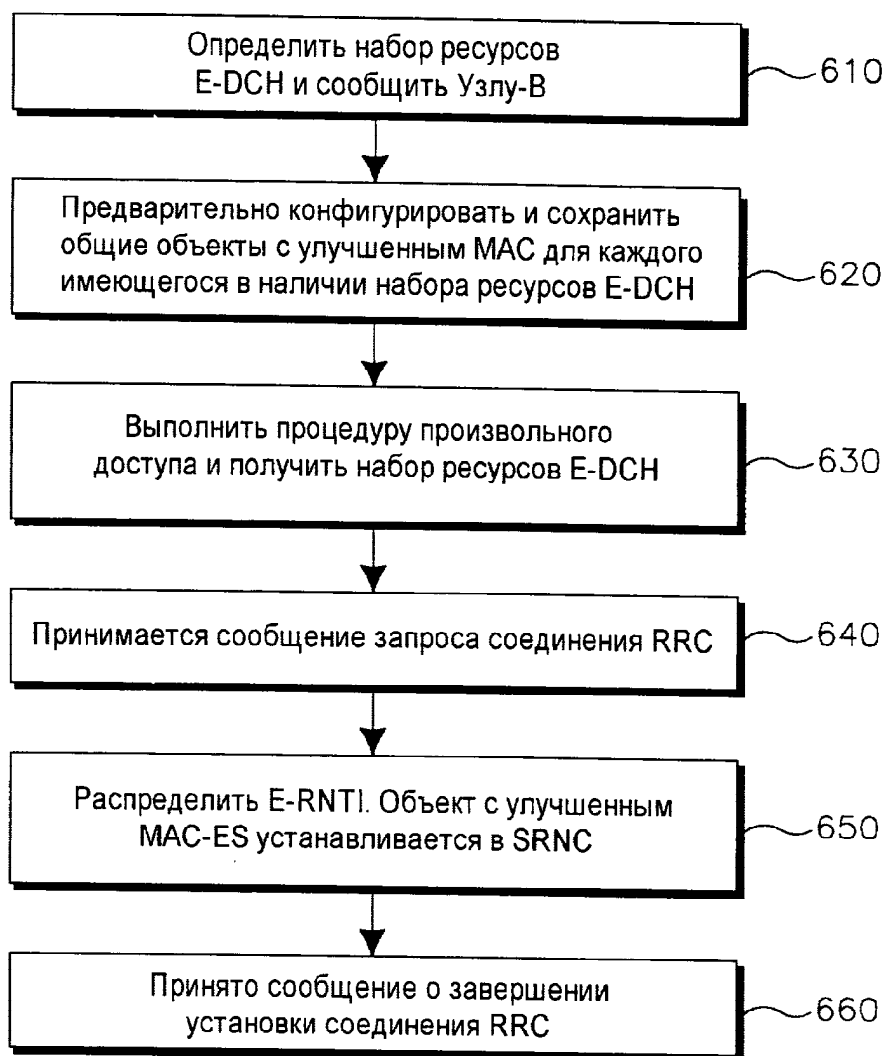 Определить набор ресурсов
E-DCH и сообщить Узлу-В
610
Предварительно конфигурировать и сохранить
общие объекты с улучшенным MAC для каждого
имеющегося в наличии набора ресурсов E-DCH
620
Выполнить процедуру произвольного
доступа и получить набор ресурсов E-DCH
630
Принимается сообщение запроса соединения RRC
640
Распределить E-RNTI. Объект с улучшенным
MAC-ES устанавливается в SRNC
650
Принято сообщение о завершении
установки соединения RRC
660